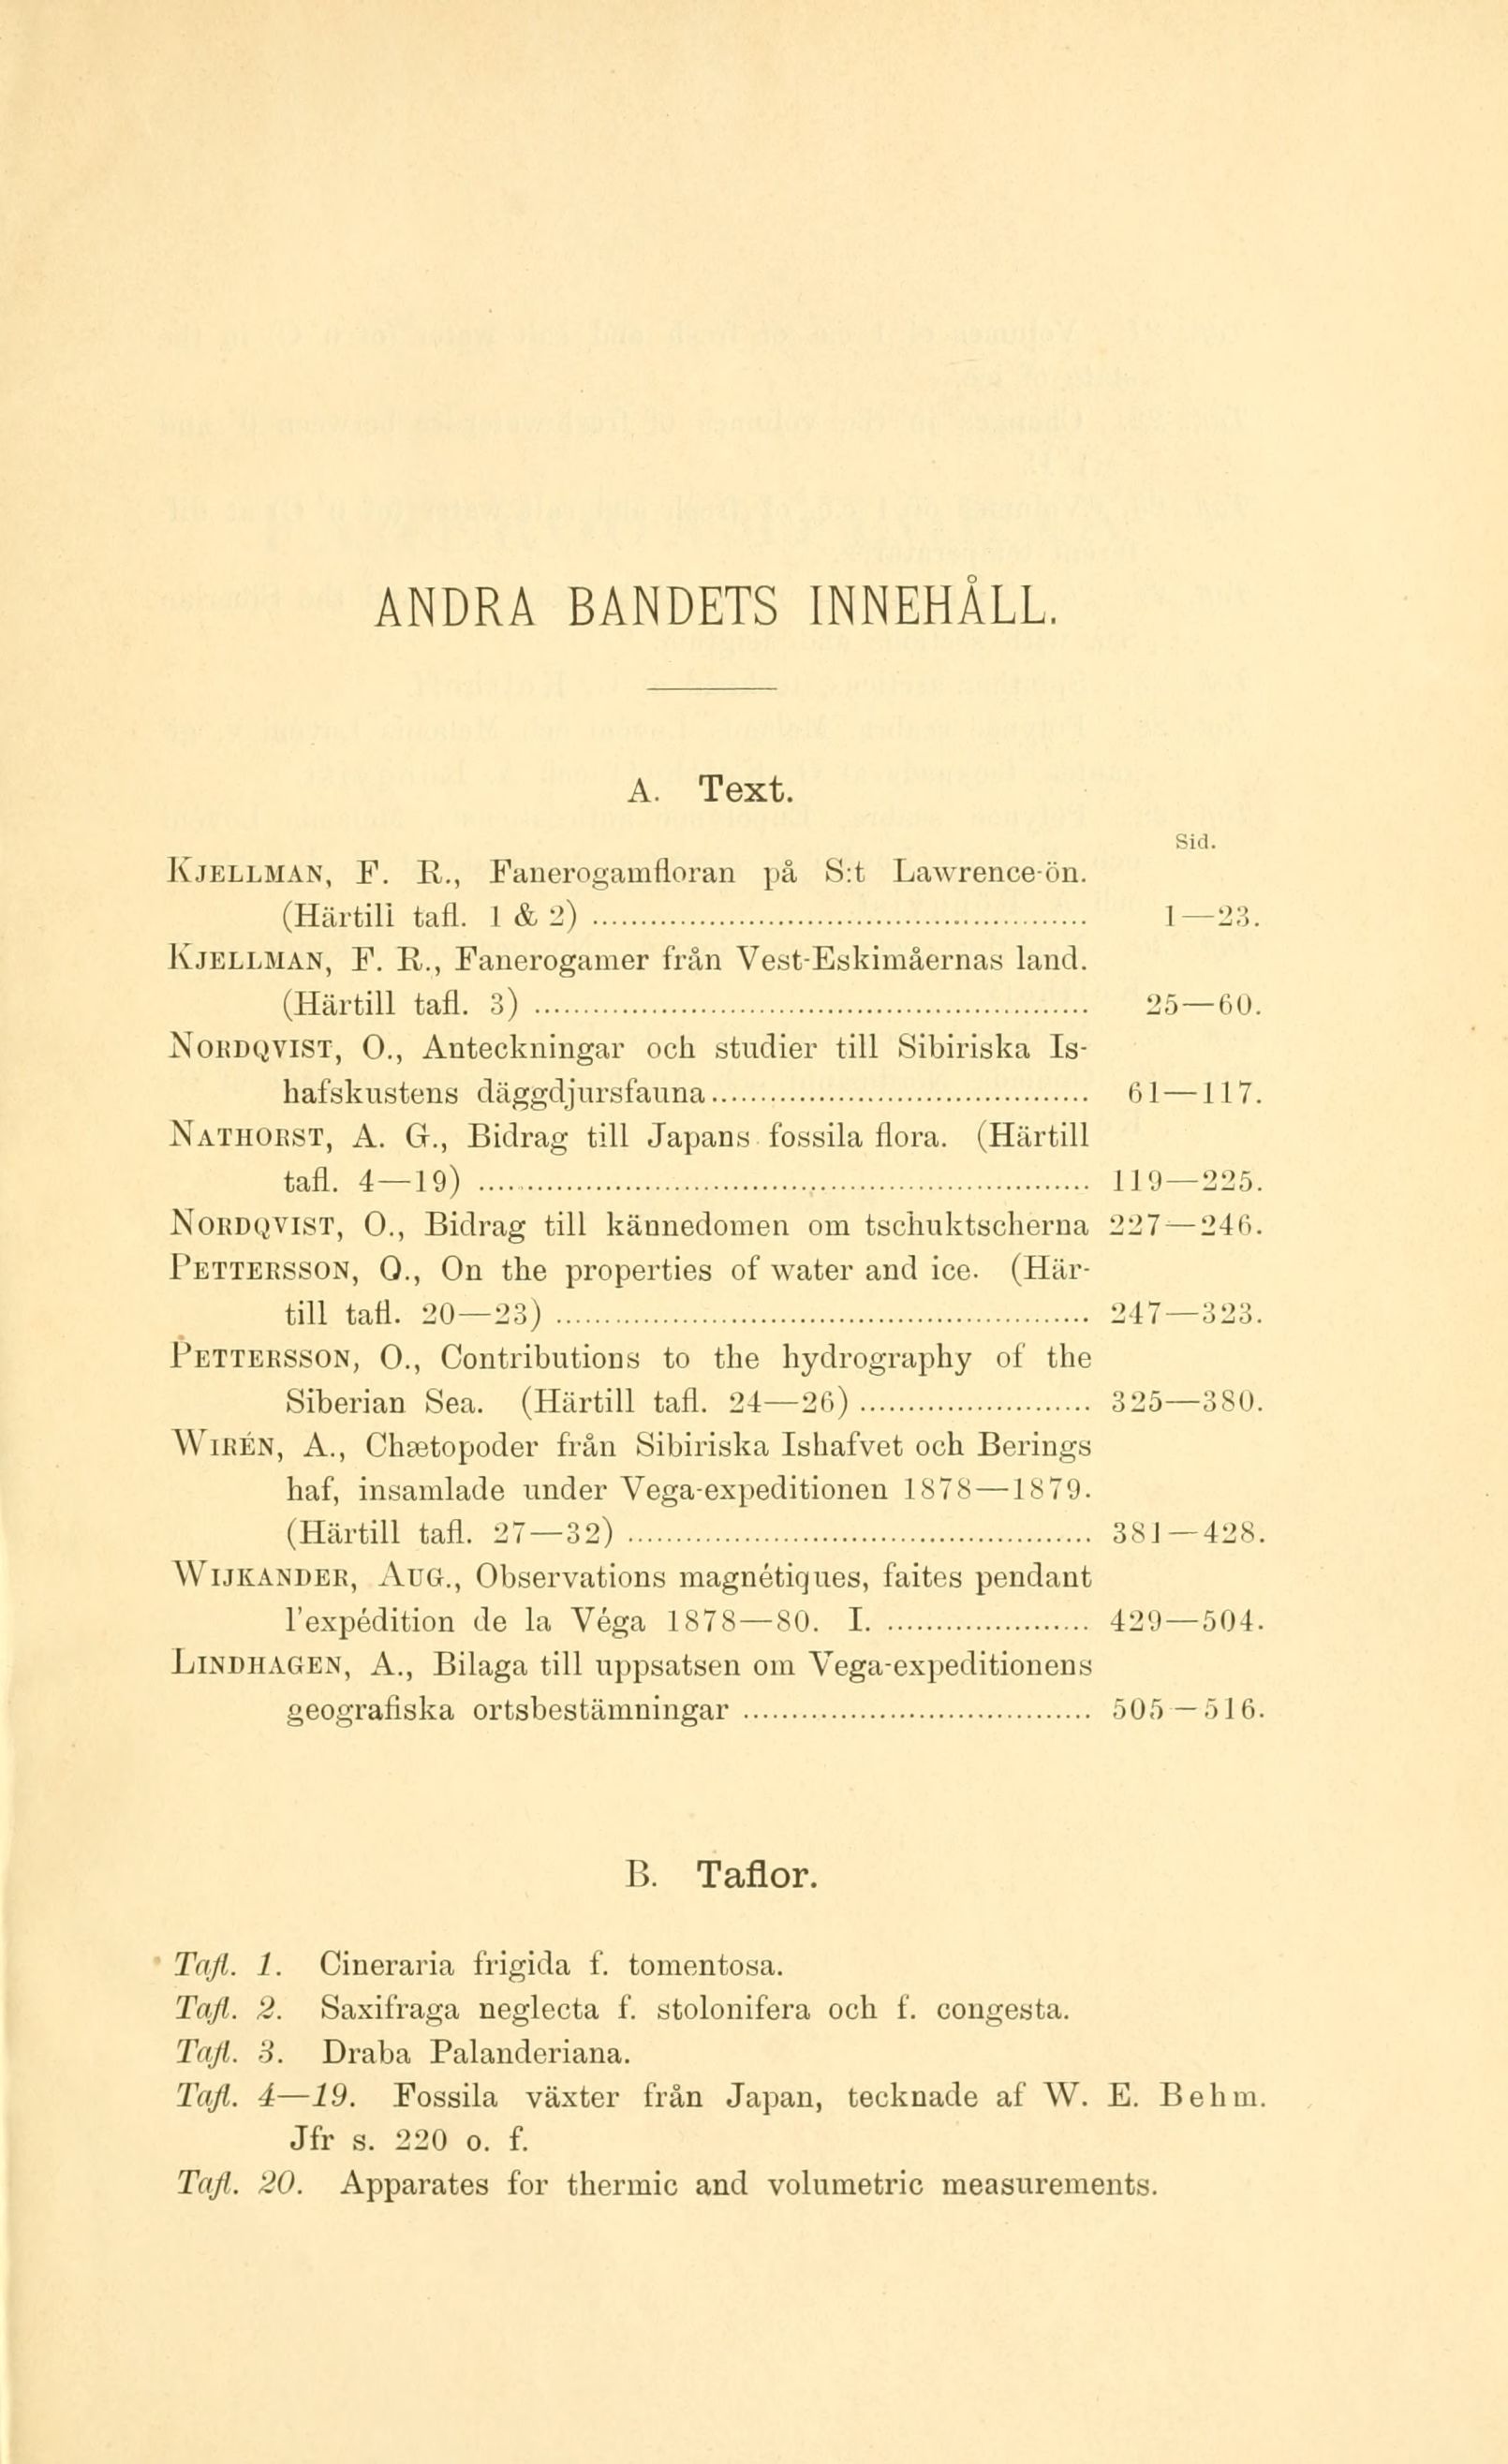 ANDRA BANDETS INNEHÅLL.
A. Text.
Sid.
KJELLMAN, F. R., Fanerogamfloran på S:t Lawrence-ön.
(Härtill tafl. 1 & 2) 1—23.
KJELLMAN, F. R., Fanerogamer från Vest-Eskimåernas land.
(Härtill tafl. 3) 25—60.
NORDQVIST, O., Anteckningar och studier till Sibiriska Is-
hafskustens däggdjursfauna 61—117.
NATHORST, A. G., Bidrag till Japans fossila flora. (Härtill
tafl. 4—19) 119—225.
NORDQVIST, O., Bidrag till kännedomen om tschuktscherna 227—246.
PETTERSSON, O., On the properties of water and ice. (Här-
till tafl. 20—23) 247—323.
PETTERSSON, O., Contributions to the hydrography of the
Siberian Sea. (Härtill tafl. 24—26) 325—380.
WIRÉN, A., Chætopoder från Sibiriska Ishafvet och Berings
haf, insamlade under Vega-expeditionen 1878—1879.
(Härtill tafl. 27—32) 381—428.
WIJKANDER, AUG., Observations magnétiques, faites pendant
l'expédition de la Véga 1878—80. I. 429—504.
LINDHAGEN, A., Bilaga till uppsatsen om Vega-expeditionens
geografiska ortsbestämningar 505—516.
B. Taflor.
Tafl. 1. Cineraria frigida f. tomentosa.
Tafl. 2. Saxifraga neglecta f. stolonifera och f. congesta.
Tafl. 3. Draba Palanderiana.
Tafl. 4—19. Fossila växter från Japan, tecknade af W. E. Behm.
Jfr s. 220 o. f.
Tafl. 20. Apparates for thermic and volumetric measurements.